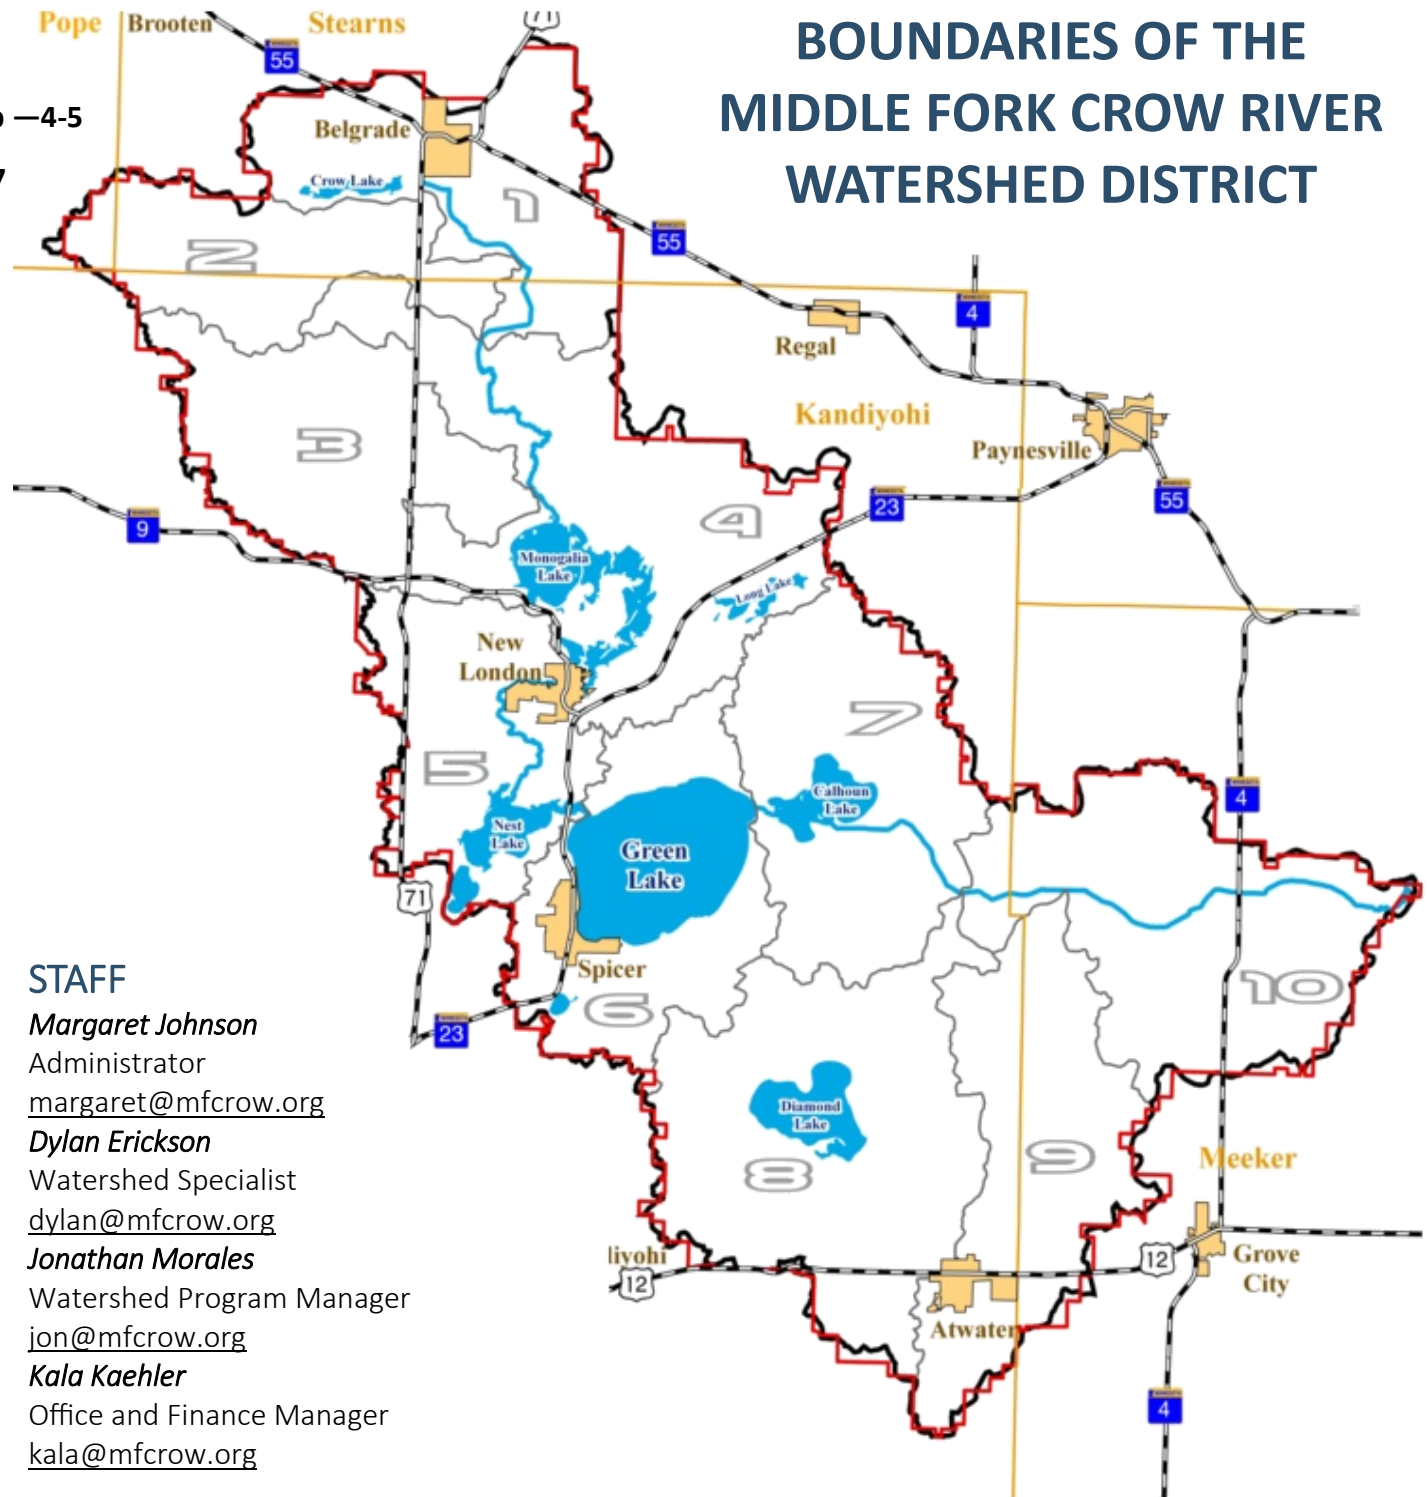 BOUNDARIES OF THE
MIDDLE FORK CROW RIVER
WATERSHED DISTRICT
Pope
Brooten
Stearns
71
55
—4-5
7
Belgrade
Crow Lake
1
2
55
4
Regal
Kandiyohi
Paynesville
3
4
23
55
9
Monogalia
Lake
Long Lake
New
London
7
5
Calhoun
Lake
4
Nest
Lake
Green
Lake
71
Spicer
6
10
23
Diamond
Lake
8
9
Meeker
liyohi
12
12
Grove
City
Atwater
4
STAFF
Margaret Johnson
Administrator
margaret@mfcrow.org
Dylan Erickson
Watershed Specialist
dylan@mfcrow.org
Jonathan Morales
Watershed Program Manager
jon@mfcrow.org
Kala Kaehler
Office and Finance Manager
kala@mfcrow.org